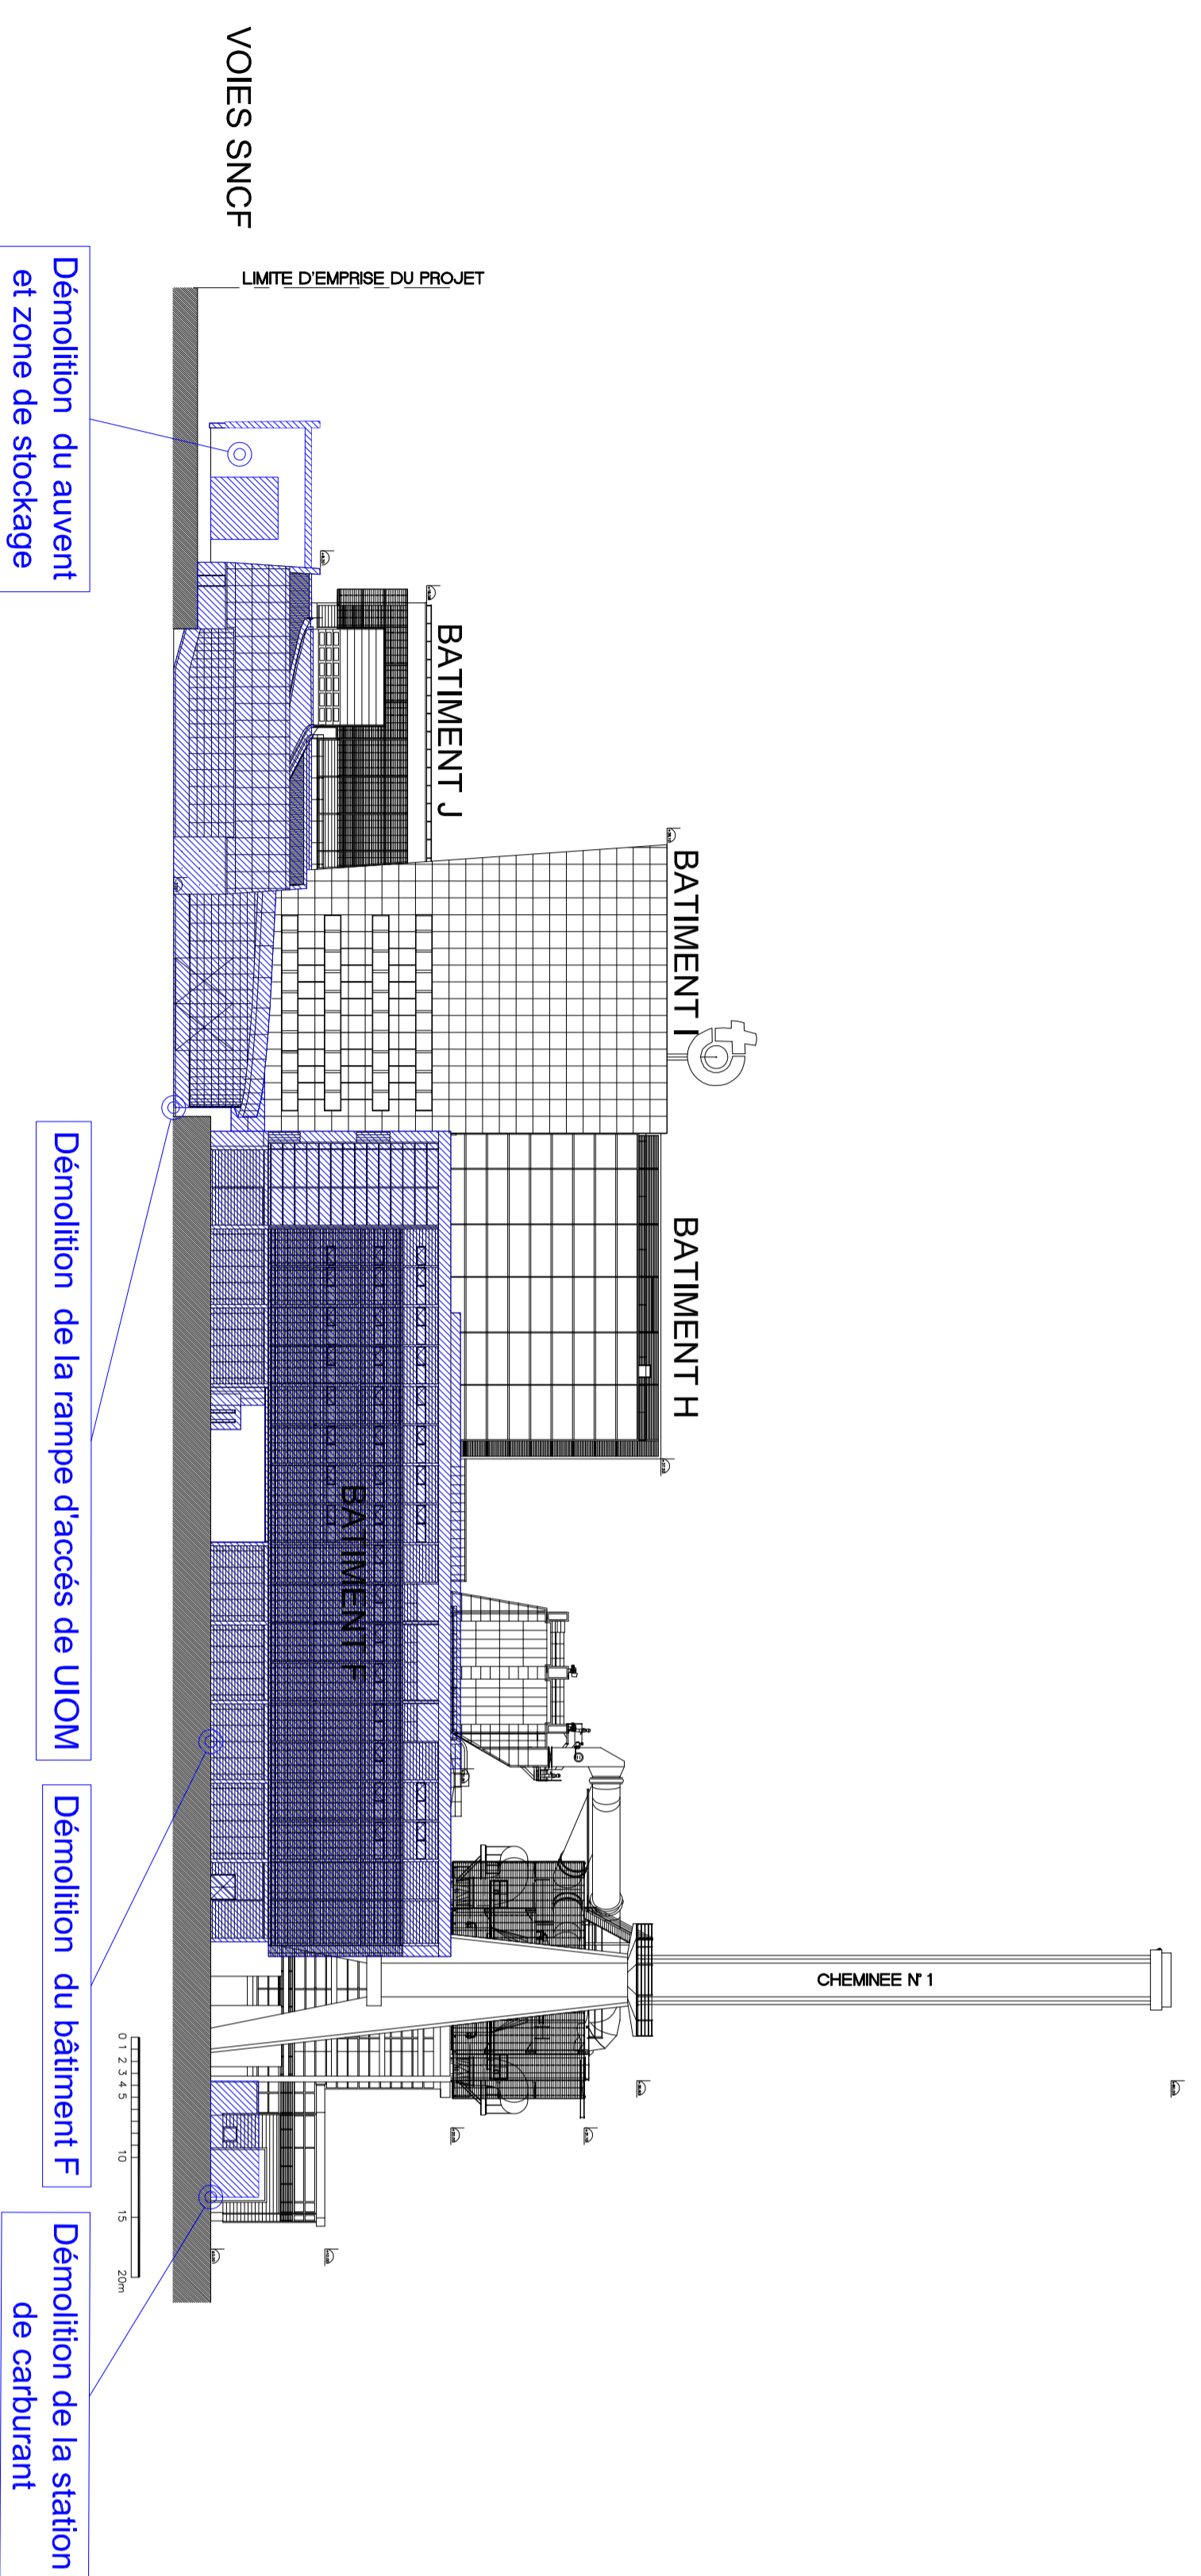 VOIES SNCF
LIMITE D'EMPRISE DU PROJET
BATIMENT J
BATIMENT I
BATIMENT H
BATIMENT F
CHEMINEE N° 1
0 1 2 3 4 5 10 15 20m
Démolition du auvent
et zone de stockage
Démolition de la rampe d'accés de UIOM
Démolition du bâtiment F
Démolition de la station
de carburant